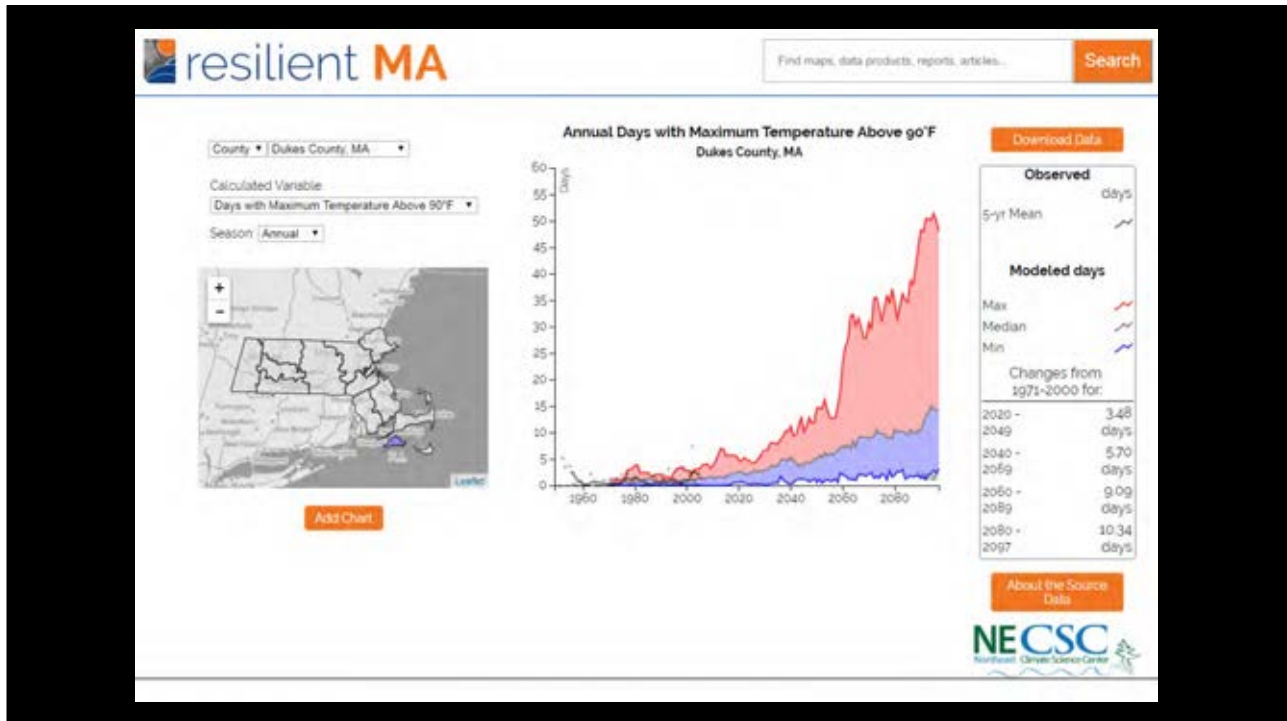 resilient MA
Find maps, data products, reports, articles...
Search
County Dukes County, MA
Calculated Variable:
Days with Maximum Temperature Above 90°F
Season: Annual
+
−
Leaflet
Add Chart
Annual Days with Maximum Temperature Above 90°F
Dukes County, MA
Days
60
55
50
45
40
35
30
25
20
15
10
5
0
1960 1980 2000 2020 2040 2060 2080
Download Data
Observed
days
5-yr Mean
Modeled days
Max
Median
Min
Changes from
1971-2000 for:
2020 - 3.48
2049 days
2040 - 5.70
2069 days
2060 - 9.09
2089 days
2080 - 10.34
2097 days
About the Source
Data
NECSC
Northeast Climate Science Center